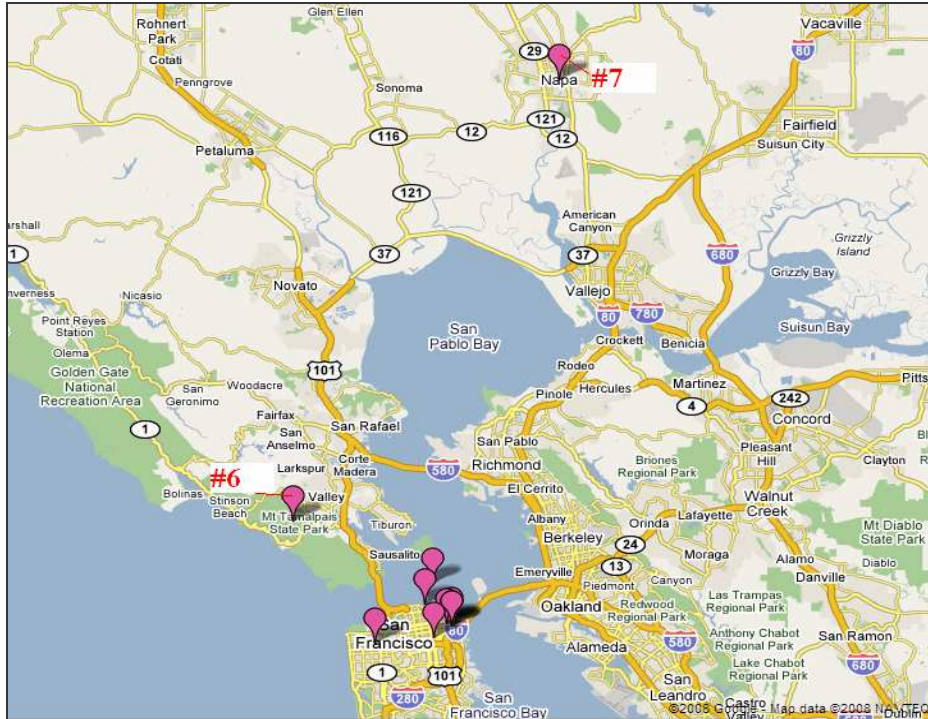 Glen Ellen
Rohnert
Park
Cotati
Vacaville
80
29
#7
Napa
Penngrove
Sonoma
121
12
116
12
Fairfield
Suisun City
Petaluma
121
American
Canyon
1
37
37
680
Grizzly
Island
Grizzly Bay
Nicasio
Novato
Vallejo
80
780
Suisun Bay
Point Reyes
Station
San
Pablo Bay
Crockett
Benicia
Olema
Golden Gate
National
Recreation Area
101
Rodeo
Hercules
Martinez
Pinole
San
Geronimo
Woodacre
4
242
Concord
Fairfax
San Rafael
1
San
Anselmo
San Pablo
Pleasant
Hill
Richmond
Briones
Regional Park
Clayton
Larkspur
Corte
Madera
580
#6
El Cerrito
Walnut
Creek
Bolinas
Stinson
Beach
Valley
Mt Tamalpais
State Park
Tiburon
Albany
Orinda
Lafayette
Mt Diablo
State Park
Berkeley
24
Moraga
Alamo
Diablo
Sausalito
Emeryville
13
Piedmont
Canyon
Danville
Oakland
Redwood
Regional Park
Las Trampas
Regional Park
San
Francisco
80
Alameda
580
Anthony Chabot
Regional Park
San Ramon
Lake Chabot
Regional Park
680
1
101
San
Leandro
280
San
Francisco Bay
Castro
Valley
580
Dublin
©2008 Google - Map data ©2008 NAVTEQ